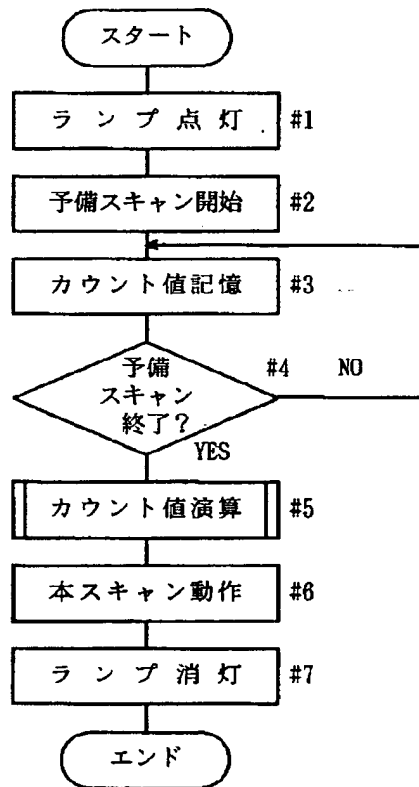 スタート
ランプ点灯 #1
予備スキャン開始 #2
カウント値記憶 #3
予備 #4 NO
スキャン
終了?
YES
カウント値演算 #5
本スキャン動作 #6
ランプ消灯 #7
エンド